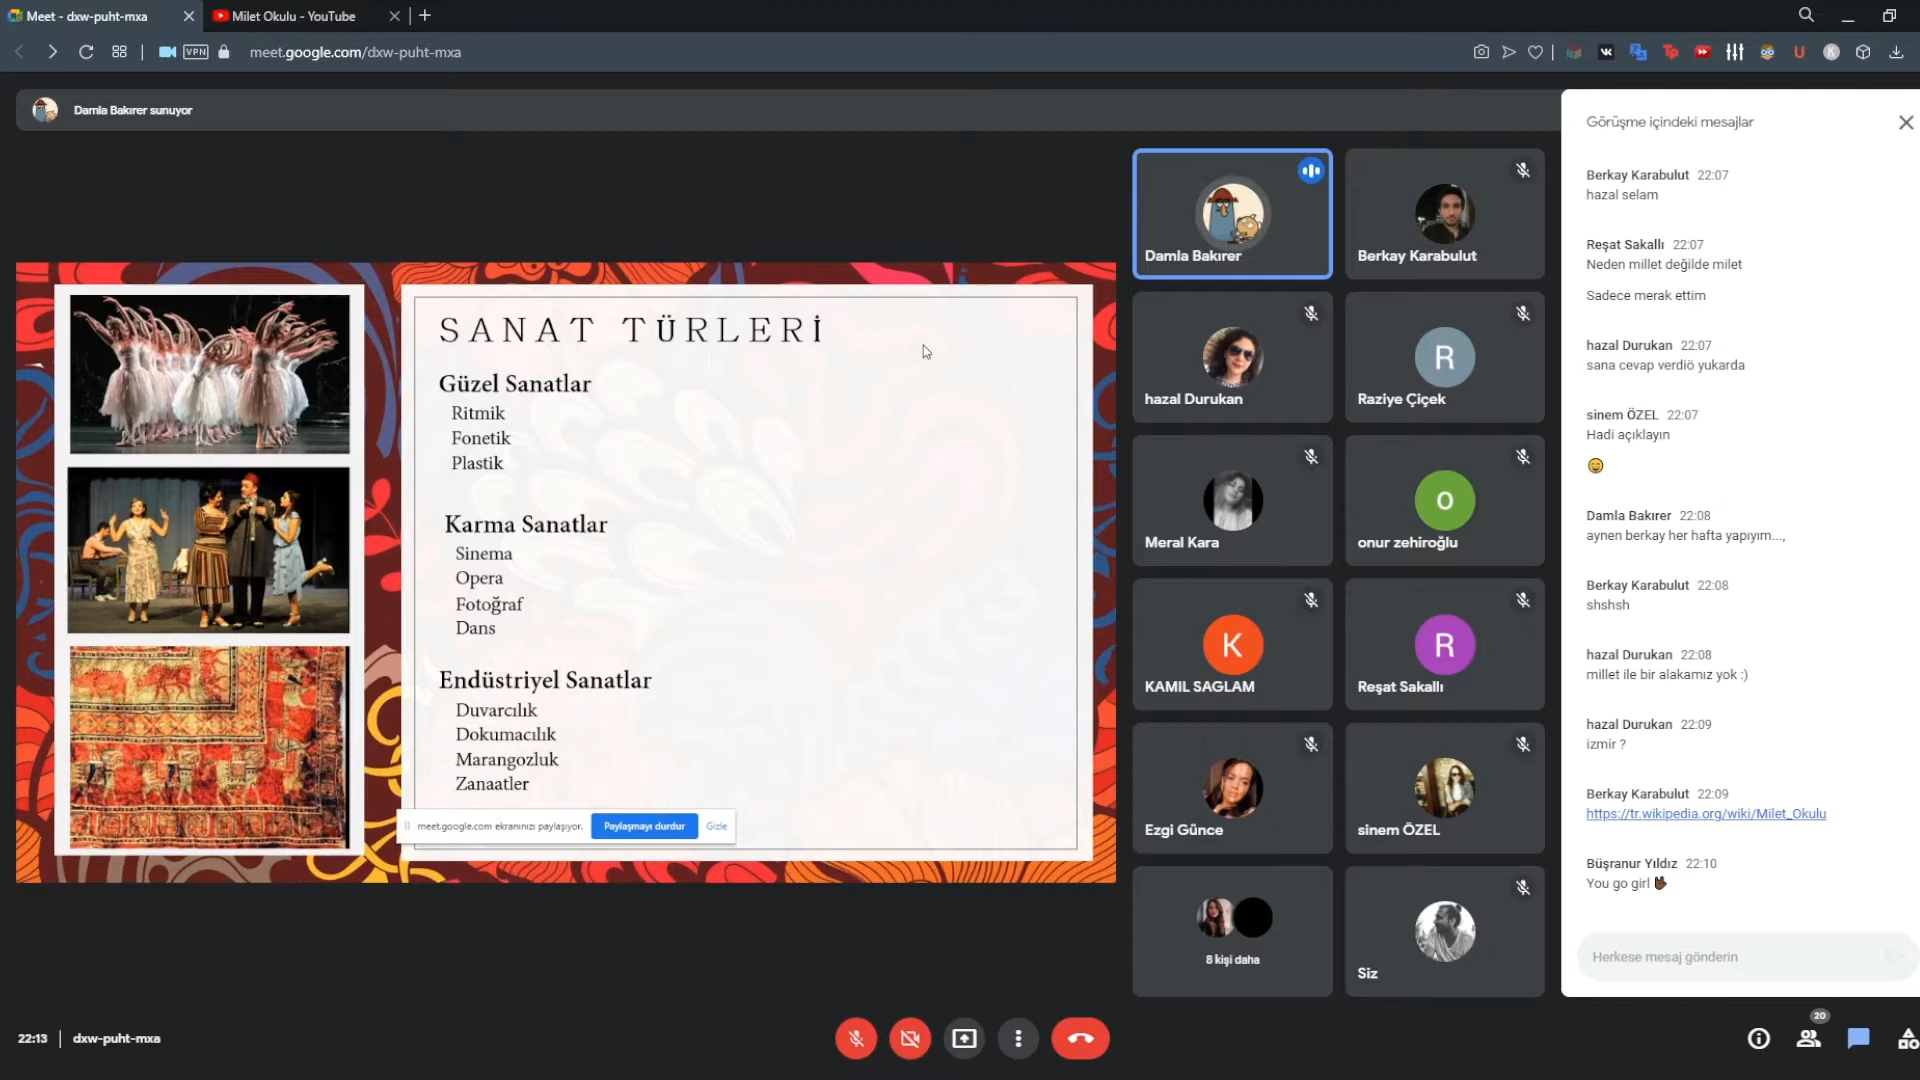 Meet - dxw-puht-mxa
Milet Okulu - YouTube
VPN
meet.google.com/dxw-puht-mxa
Damla Bakırer sunuyor
SANAT TÜRLERİ
Güzel Sanatlar
Ritmik
Fonetik
Plastik
Karma Sanatlar
Sinema
Opera
Fotoğraf
Dans
Endüstriyel Sanatlar
Duvarcılık
Dokumacılık
Marangozluk
Zanaatler
meet.google.com ekranınızı paylaşıyor.
Paylaşmayı durdur
Gizle
Damla Bakırer
Berkay Karabulut
hazal Durukan
R
Raziye Çiçek
Meral Kara
o
onur zehiroğlu
K
KAMIL SAGLAM
R
Reşat Sakallı
Ezgi Günce
sinem ÖZEL
8 kişi daha
Siz
Görüşme içindeki mesajlar
Berkay Karabulut 22:07
hazal selam
Reşat Sakallı 22:07
Neden millet değilde milet
Sadece merak ettim
hazal Durukan 22:07
sana cevap verdiö yukarda
sinem ÖZEL 22:07
Hadi açıklayın
Damla Bakırer 22:08
aynen berkay her hafta yapıyım...,
Berkay Karabulut 22:08
shshsh
hazal Durukan 22:08
millet ile bir alakamız yok :)
hazal Durukan 22:09
izmir ?
Berkay Karabulut 22:09
https://tr.wikipedia.org/wiki/Milet_Okulu
Büşranur Yıldız 22:10
You go girl
Herkese mesaj gönderin
22:13
dxw-puht-mxa
20